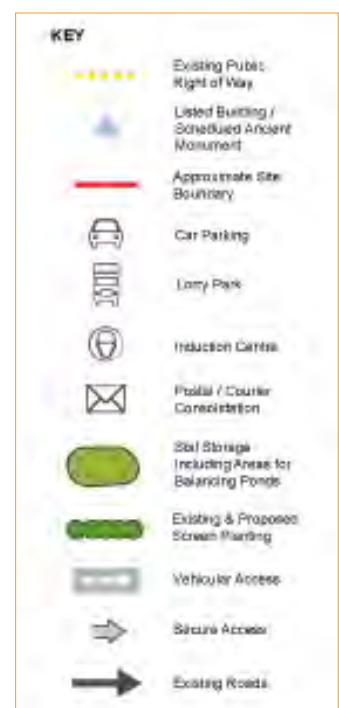 KEY
Existing Public
Right of Way
Listed Building /
Scheduled Ancient
Monument
Approximate Site
Boundary
Car Parking
Lorry Park
Induction Centre
Postal / Courier
Consolidation
Soil Storage
Including Areas for
Balancing Ponds
Existing & Proposed
Screen Planting
Vehicular Access
Secure Access
Existing Roads